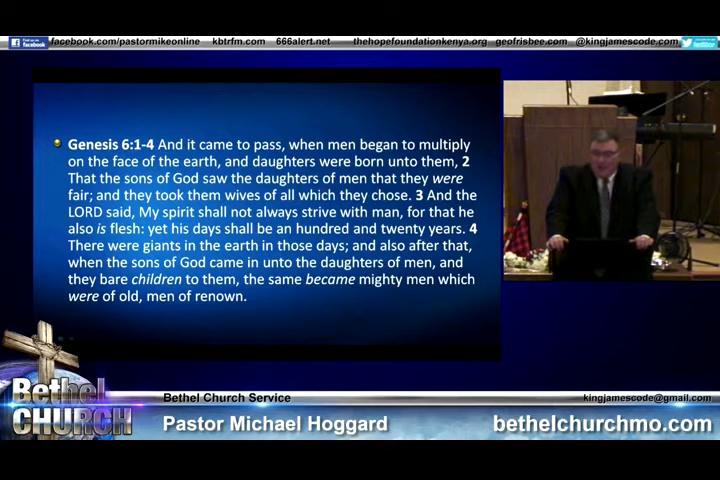 Find us on facebook
facebook.com/pastormikeonline kbtrfm.com 666alert.net thehopefoundationkenya.org geofrisbee.com @kingjamescode.com
twitter
Genesis 6:1-4 And it came to pass, when men began to multiply
on the face of the earth, and daughters were born unto them, 2
That the sons of God saw the daughters of men that they were
fair; and they took them wives of all which they chose. 3 And the
LORD said, My spirit shall not always strive with man, for that he
also is flesh: yet his days shall be an hundred and twenty years. 4
There were giants in the earth in those days; and also after that,
when the sons of God came in unto the daughters of men, and
they bare children to them, the same became mighty men which
were of old, men of renown.
Bethel
CHURCH
Bethel Church Service
kingjamescode@gmail.com
Pastor Michael Hoggard
bethelchurchmo.com